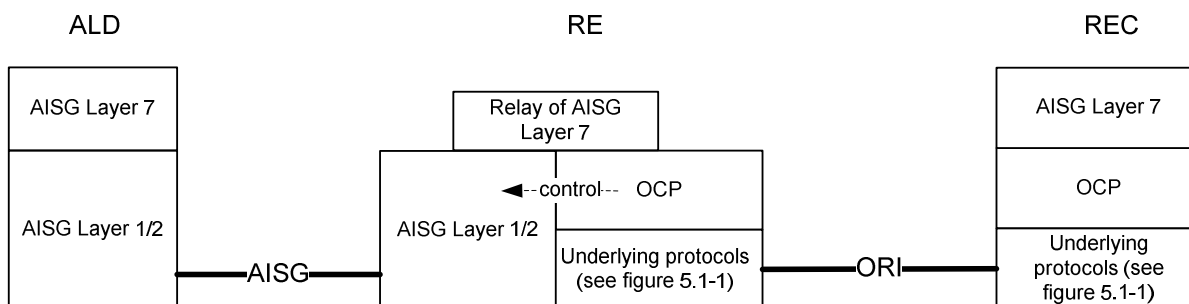 ALD
RE
REC
AISG Layer 7
Relay of AISG
Layer 7
AISG Layer 7
control
OCP
OCP
AISG Layer 1/2
AISG Layer 1/2
Underlying protocols
(see figure 5.1-1)
Underlying
protocols (see
figure 5.1-1)
AISG
ORI